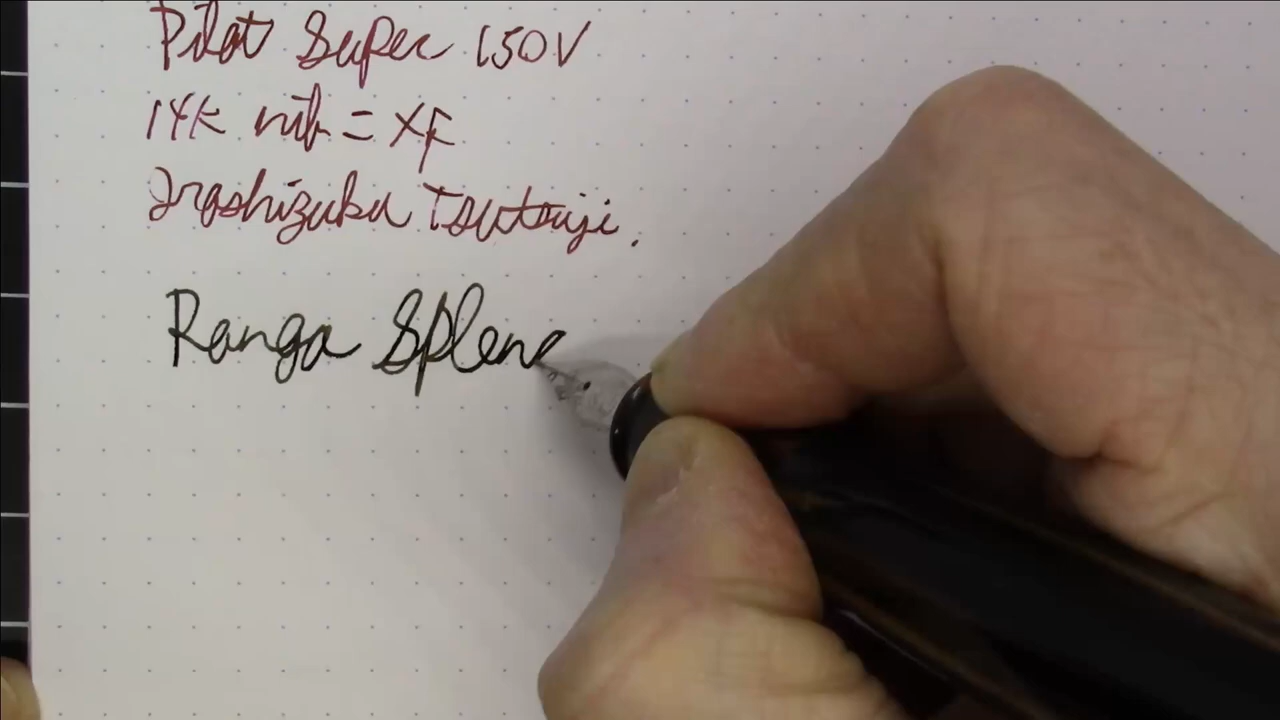 Pilot Super 150V
14K nib = XF
Iroshizuku Tsutsuji.
Ranga Splen